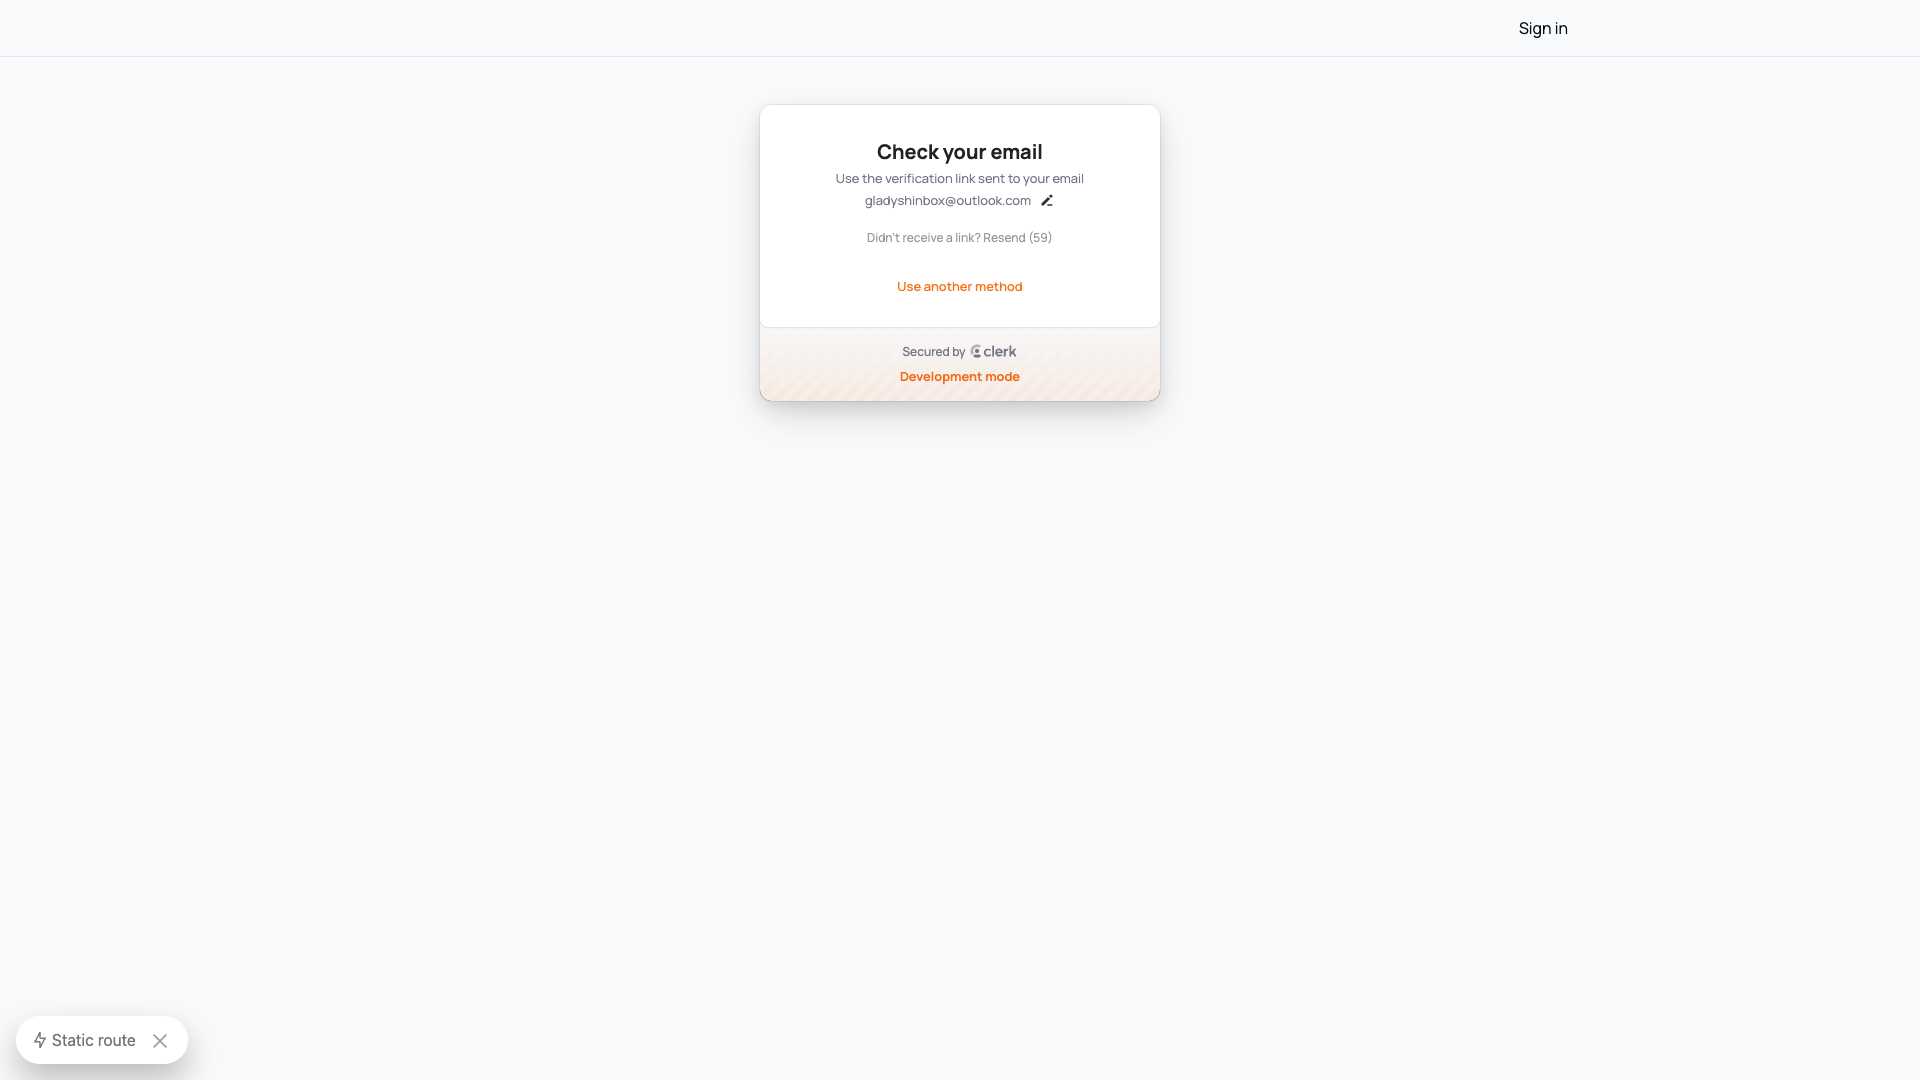 Sign in
Check your email
Use the verification link sent to your email
gladyshinbox@outlook.com
Didn't receive a link? Resend (59)
Use another method
Secured by clerk
Development mode
Static route